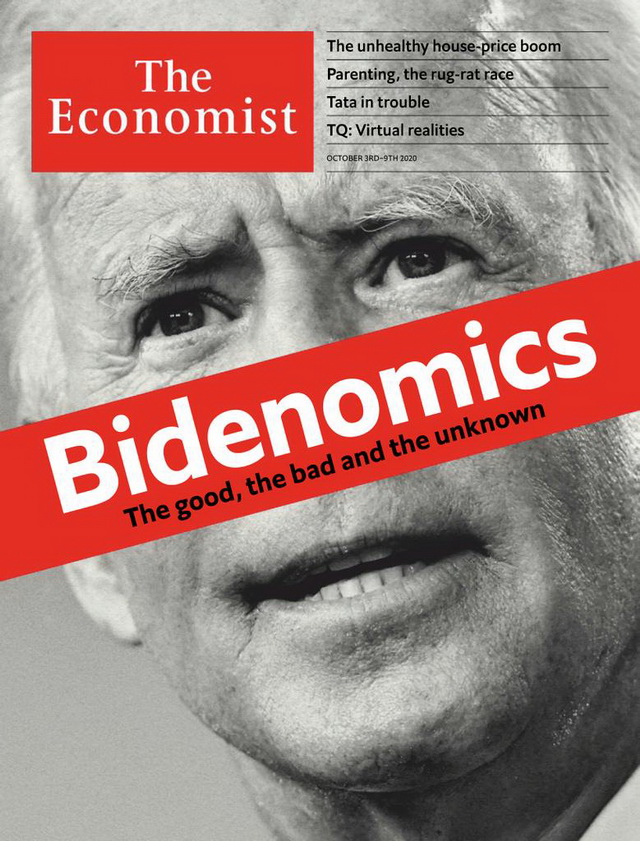 The
Economist
The unhealthy house-price boom
Parenting, the rug-rat race
Tata in trouble
TQ: Virtual realities
OCTOBER 3RD–9TH 2020
Bidenomics
The good, the bad and the unknown